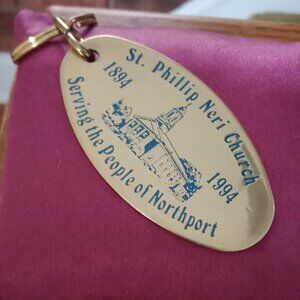 St. Phillip Neri Church
1894
1994
Serving the People of Northport